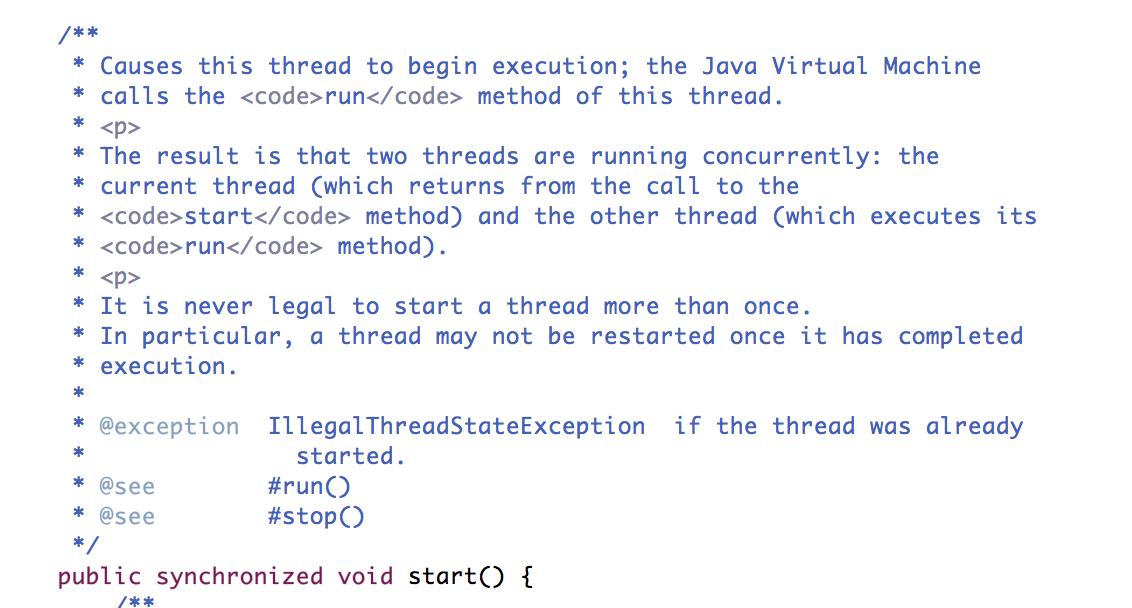 /**
 * Causes this thread to begin execution; the Java Virtual Machine
 * calls the <code>run</code> method of this thread.
 * <p>
 * The result is that two threads are running concurrently: the
 * current thread (which returns from the call to the
 * <code>start</code> method) and the other thread (which executes its
 * <code>run</code> method).
 * <p>
 * It is never legal to start a thread more than once.
 * In particular, a thread may not be restarted once it has completed
 * execution.
 *
 * @exception  IllegalThreadStateException  if the thread was already
 *               started.
 * @see        #run()
 * @see        #stop()
 */
public synchronized void start() {
    /**